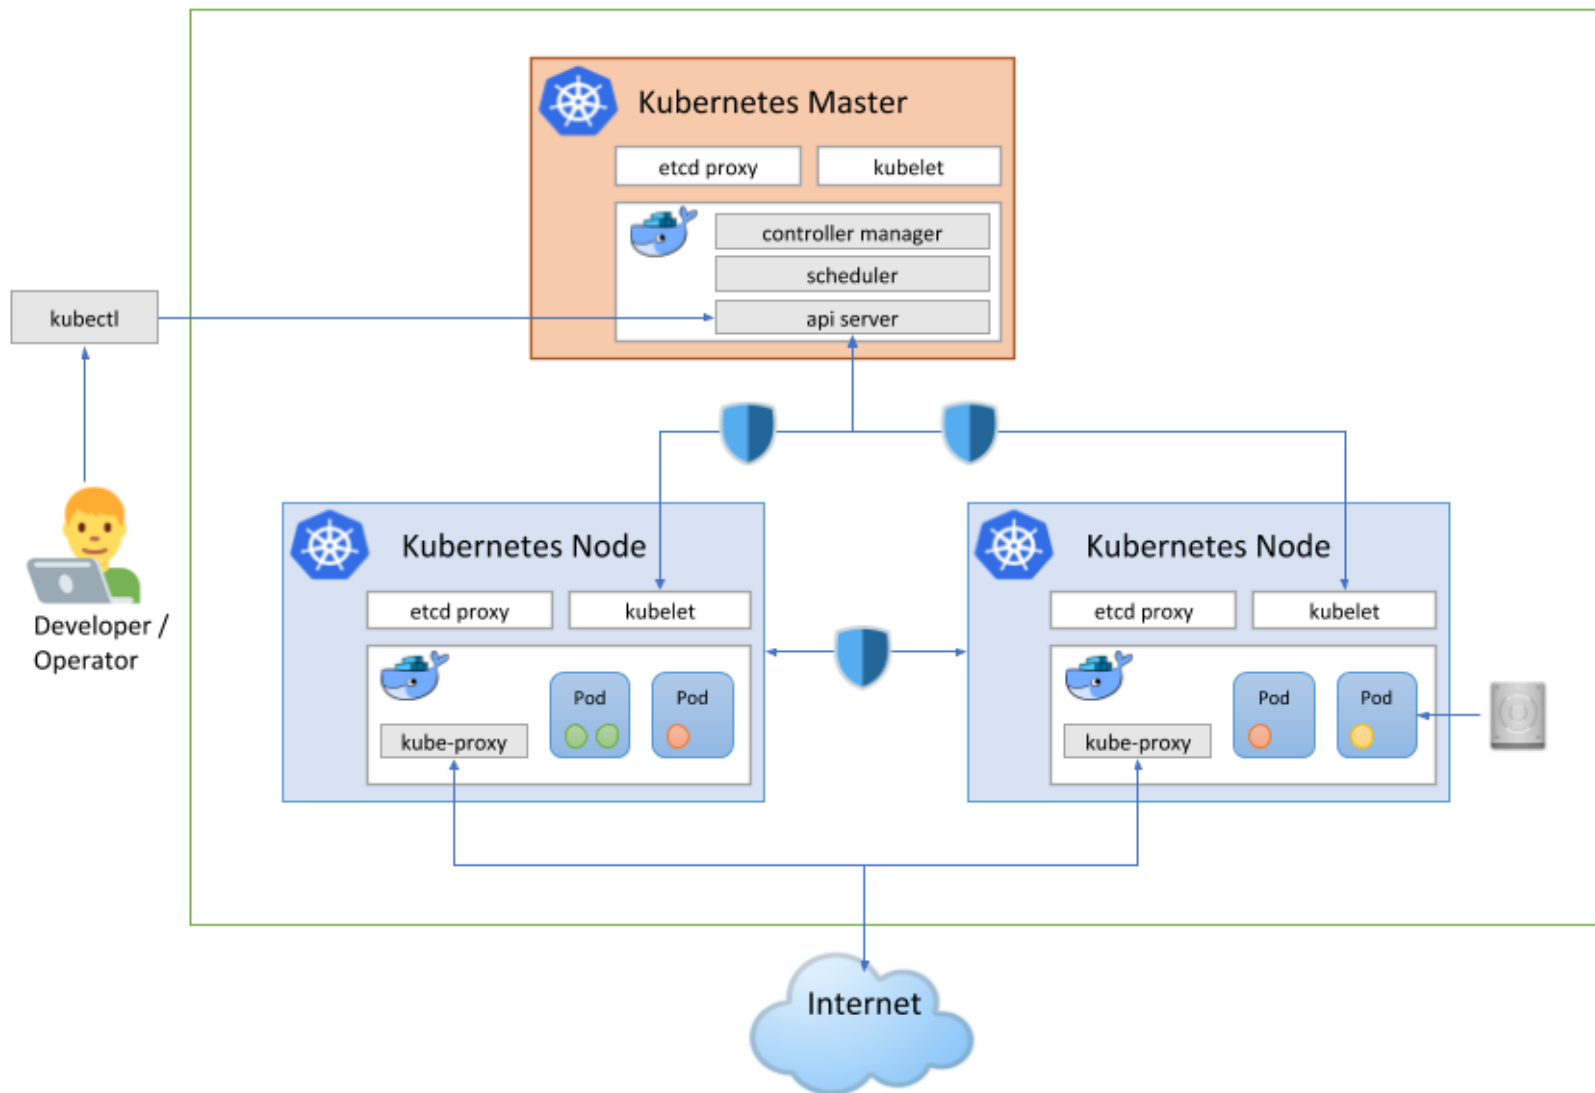 Kubernetes Master
etcd proxy
kubelet
controller manager
scheduler
api server
kubectl
Developer /
Operator
Kubernetes Node
etcd proxy
kubelet
Pod
Pod
kube-proxy
Kubernetes Node
etcd proxy
kubelet
Pod
Pod
kube-proxy
Internet